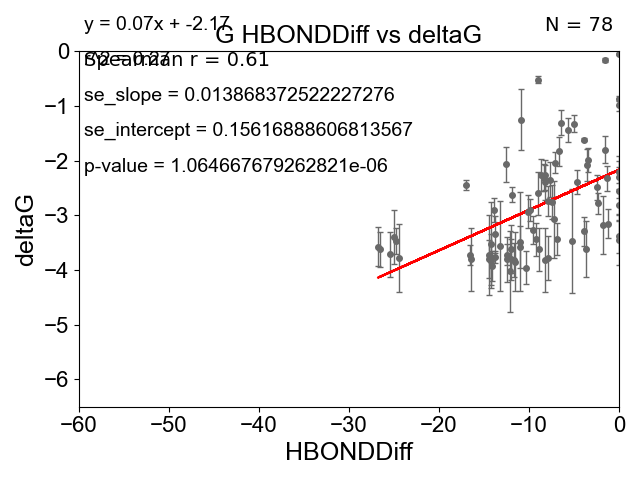 y = 0.07x + -2.17
N = 78
G HBONDDiff vs deltaG
Spearman r = 0.61
se_slope = 0.013868372522227276
se_intercept = 0.15616888606813567
p-value = 1.064667679262821e-06
deltaG
0
−1
−2
−3
−4
−5
−6
−60
−50
−40
−30
−20
−10
0
HBONDDiff